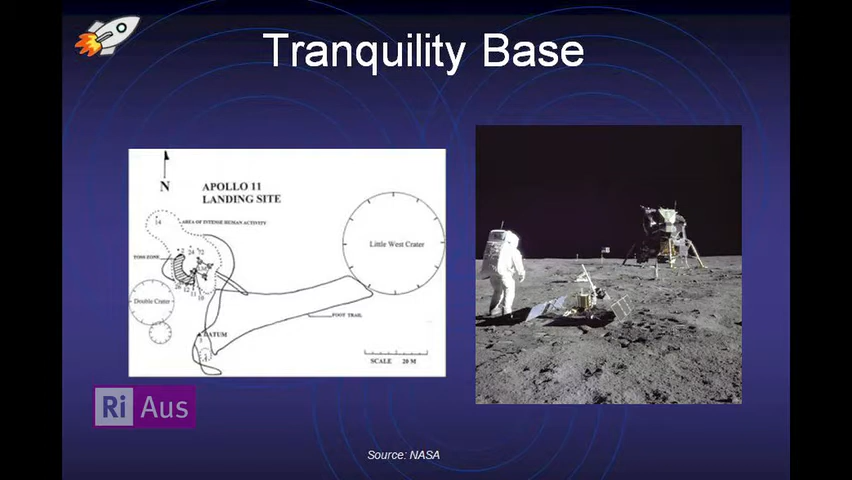 Tranquility Base
N
APOLLO 11
LANDING SITE
14
AREA OF INTENSE HUMAN ACTIVITY
TOSS ZONE
Little West Crater
Double Crater
DATUM
FOOT TRAIL
SCALE 20 M
Ri Aus
Source: NASA